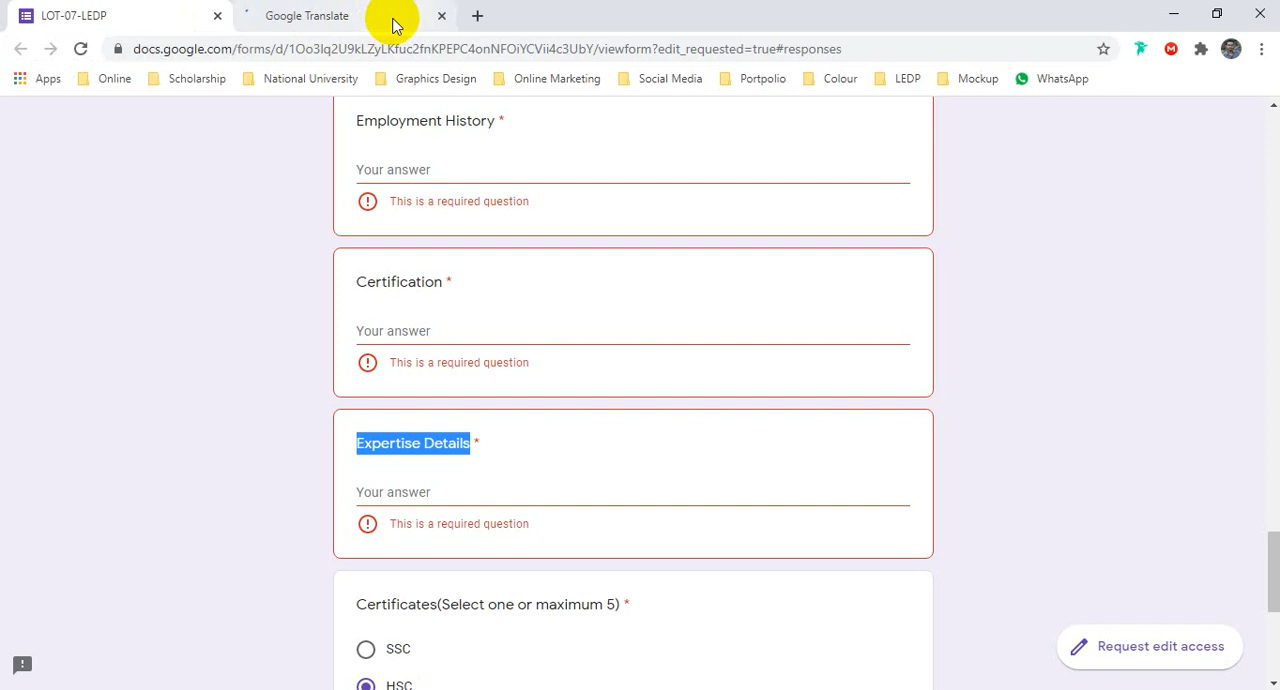 LOT-07-LEDP
Google Translate
docs.google.com/forms/d/1Oo3Iq2U9kLZyLKfuc2fnKPEPC4onNFOiYCVii4c3UbY/viewform?edit_requested=true#responses
Apps Online Scholarship National University Graphics Design Online Marketing Social Media Portpolio Colour LEDP Mockup WhatsApp
Employment History *
Your answer
This is a required question
Certification *
Your answer
This is a required question
Expertise Details *
Your answer
This is a required question
Certificates(Select one or maximum 5) *
SSC
HSC
Request edit access